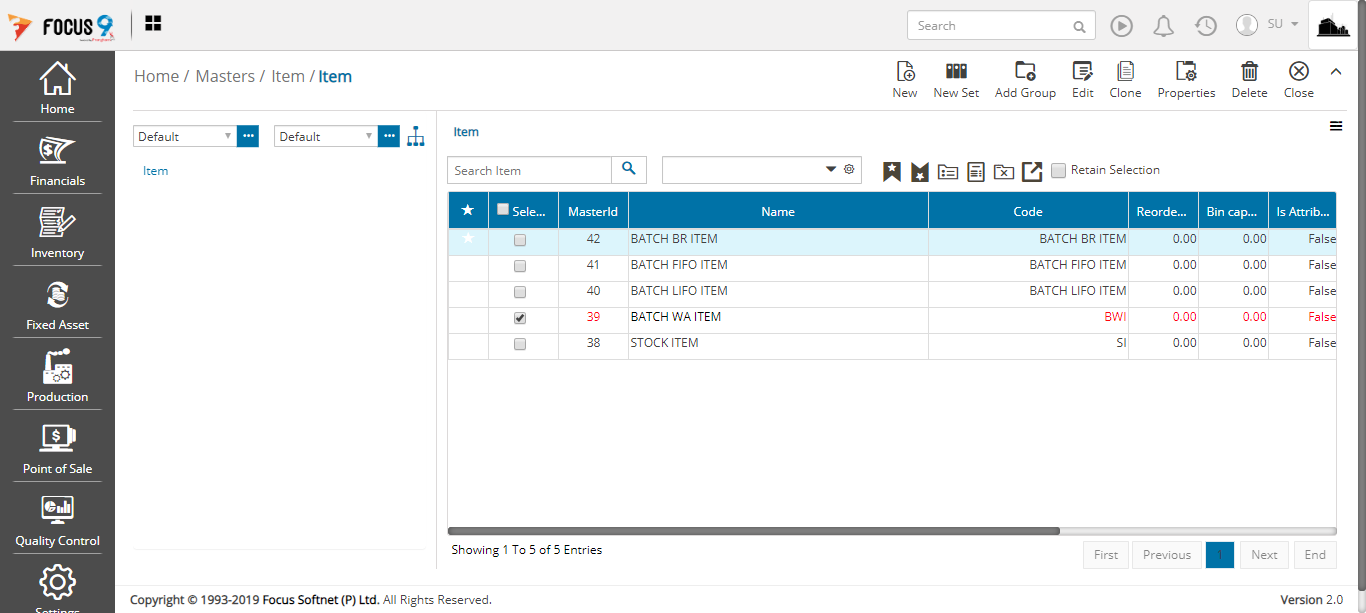 FOCUS 9
Search
SU
Home / Masters / Item / Item
New
New Set
Add Group
Edit
Clone
Properties
Delete
Close
Home
Financials
Inventory
Fixed Asset
Production
Point of Sale
Quality Control
Settings
Default
Default
Item
Item
Search Item
Retain Selection
Sele... MasterId Name Code Reorde... Bin cap... Is Attrib...
42 BATCH BR ITEM BATCH BR ITEM 0.00 0.00 False
41 BATCH FIFO ITEM BATCH FIFO ITEM 0.00 0.00 False
40 BATCH LIFO ITEM BATCH LIFO ITEM 0.00 0.00 False
39 BATCH WA ITEM BWI 0.00 0.00 False
38 STOCK ITEM SI 0.00 0.00 False
Showing 1 To 5 of 5 Entries
First Previous 1 Next End
Copyright © 1993-2019 Focus Softnet (P) Ltd. All Rights Reserved.
Version 2.0